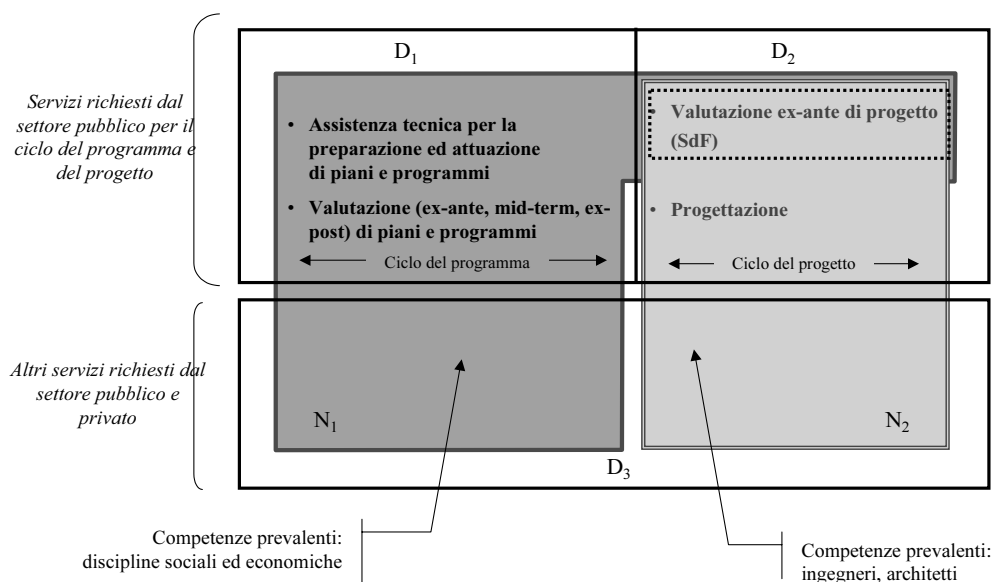 D1
D2
Servizi richiesti dal
settore pubblico per il
ciclo del programma e
del progetto
• Assistenza tecnica per la
preparazione ed attuazione
di piani e programmi
• Valutazione (ex-ante, mid-term, ex-
post) di piani e programmi
Ciclo del programma
• Valutazione ex-ante di progetto
(SdF)
• Progettazione
Ciclo del progetto
Altri servizi richiesti dal
settore pubblico e
privato
N1
N2
D3
Competenze prevalenti:
discipline sociali ed economiche
Competenze prevalenti:
ingegneri, architetti